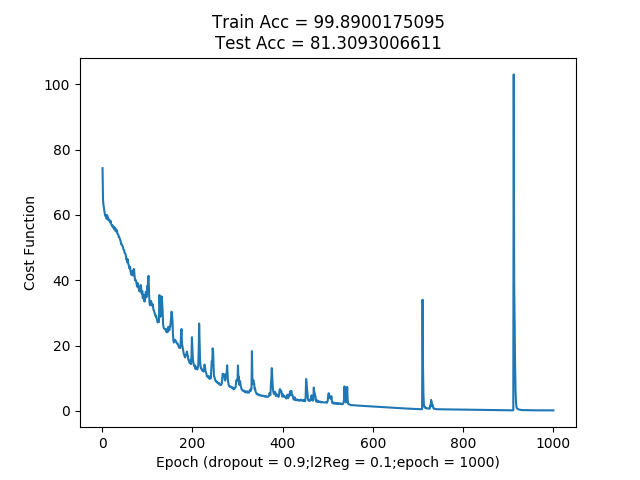 Train Acc = 99.8900175095
Test Acc = 81.3093006611
100
80
60
40
20
0
Cost Function
0 200 400 600 800 1000
Epoch (dropout = 0.9;l2Reg = 0.1;epoch = 1000)